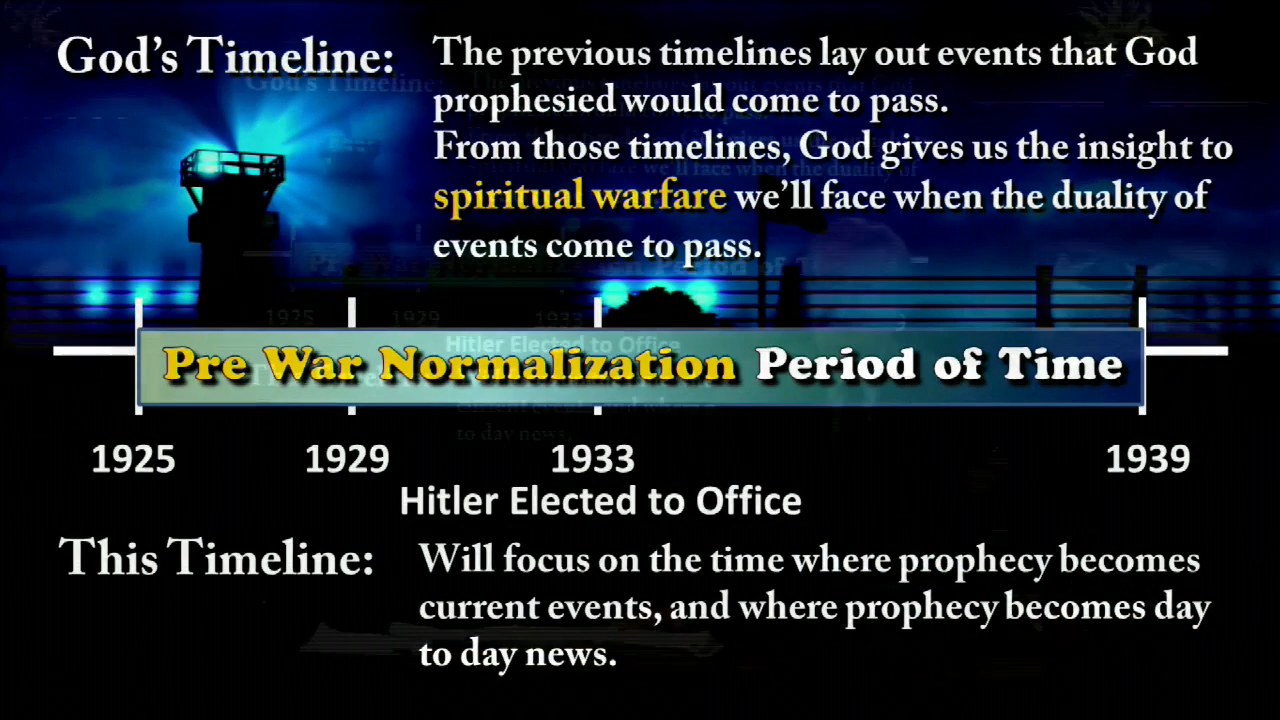 God's Timeline:
The previous timelines lay out events that God
prophesied would come to pass.
From those timelines, God gives us the insight to
spiritual warfare we'll face when the duality of
events come to pass.
Pre War Normalization Period of Time
1925 1929 1933 1939
Hitler Elected to Office
This Timeline:
Will focus on the time where prophecy becomes
current events, and where prophecy becomes day
to day news.